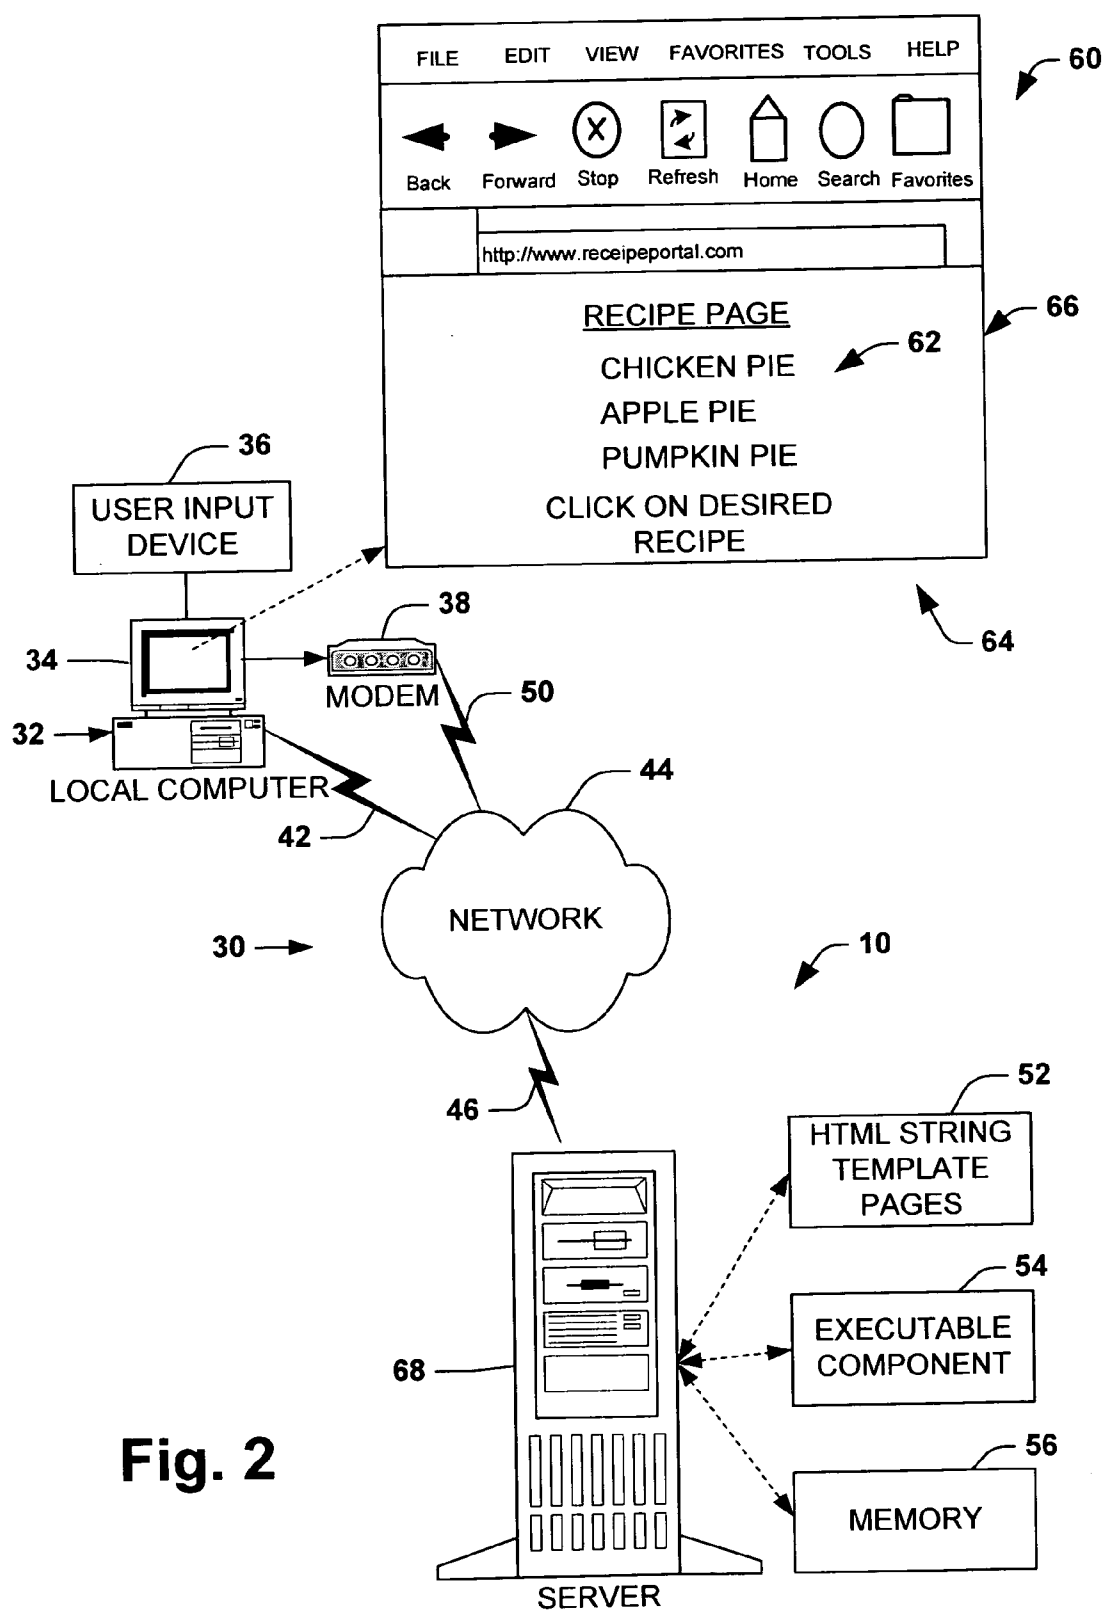 FILE EDIT VIEW FAVORITES TOOLS HELP
60
Back Forward Stop Refresh Home Search Favorites
http://www.receipeportal.com
RECIPE PAGE
66
62
CHICKEN PIE
APPLE PIE
PUMPKIN PIE
CLICK ON DESIRED
RECIPE
36
USER INPUT
DEVICE
38
64
34
MODEM
50
32
LOCAL COMPUTER
44
42
NETWORK
30
10
46
52
HTML STRING
TEMPLATE
PAGES
54
EXECUTABLE
COMPONENT
68
56
MEMORY
Fig. 2
SERVER